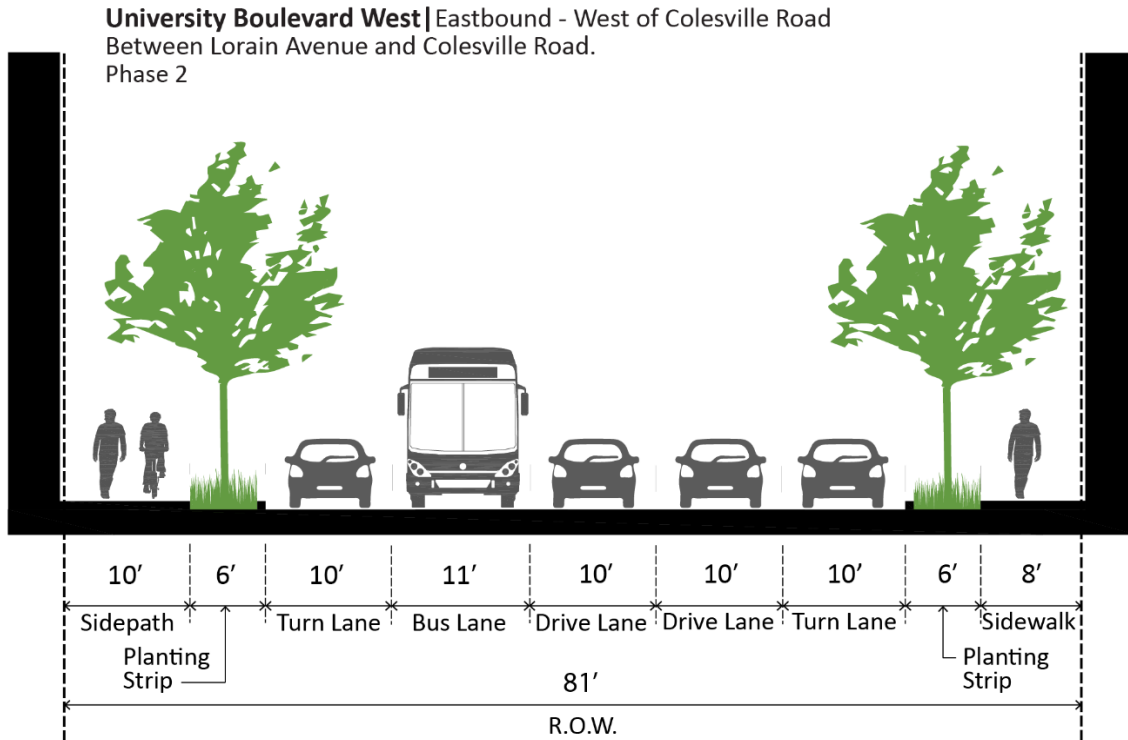 University Boulevard West| Eastbound - West of Colesville Road
Between Lorain Avenue and Colesville Road.
Phase 2
10′ 6′ 10′ 11′ 10′ 10′ 10′ 6′ 8′
Sidepath Turn Lane Bus Lane Drive Lane Drive Lane Turn Lane Sidewalk
Planting
Strip
Planting
Strip
81′
R.O.W.